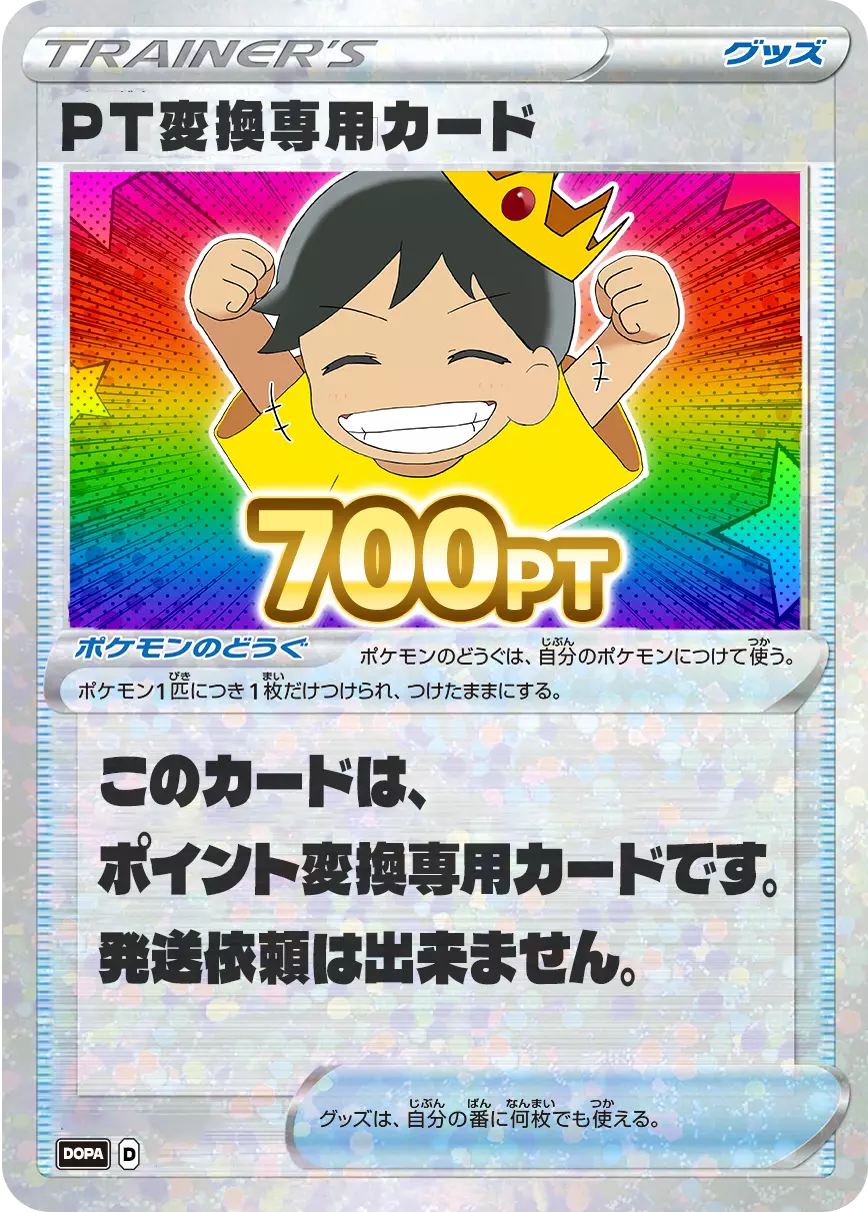 TRAINER'S グッズ
PT変換専用カード
700PT
ポケモンのどうぐ ポケモンのどうぐは、自分のポケモンにつけて使う。
ポケモン1匹につき1枚だけつけられ、つけたままにする。
このカードは、
ポイント変換専用カードです。
発送依頼は出来ません。
グッズは、自分の番に何枚でも使える。
DOPA D